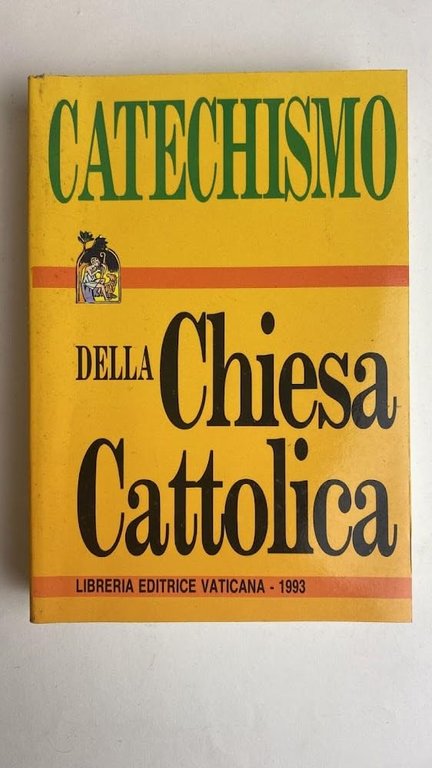 CATECHISMO
DELLA Chiesa
Cattolica
LIBRERIA EDITRICE VATICANA - 1993